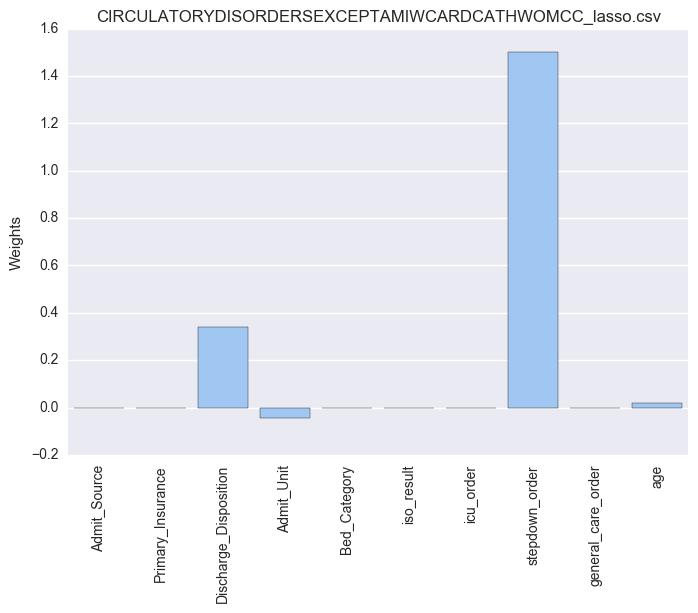 CIRCULATORYDISORDERSEXCEPTAMIWCARDCATHWOMCC_lasso.csv
1.6
1.4
1.2
1.0
0.8
0.6
0.4
0.2
0.0
−0.2
Weights
Admit_Source
Primary_Insurance
Discharge_Disposition
Admit_Unit
Bed_Category
iso_result
icu_order
stepdown_order
general_care_order
age